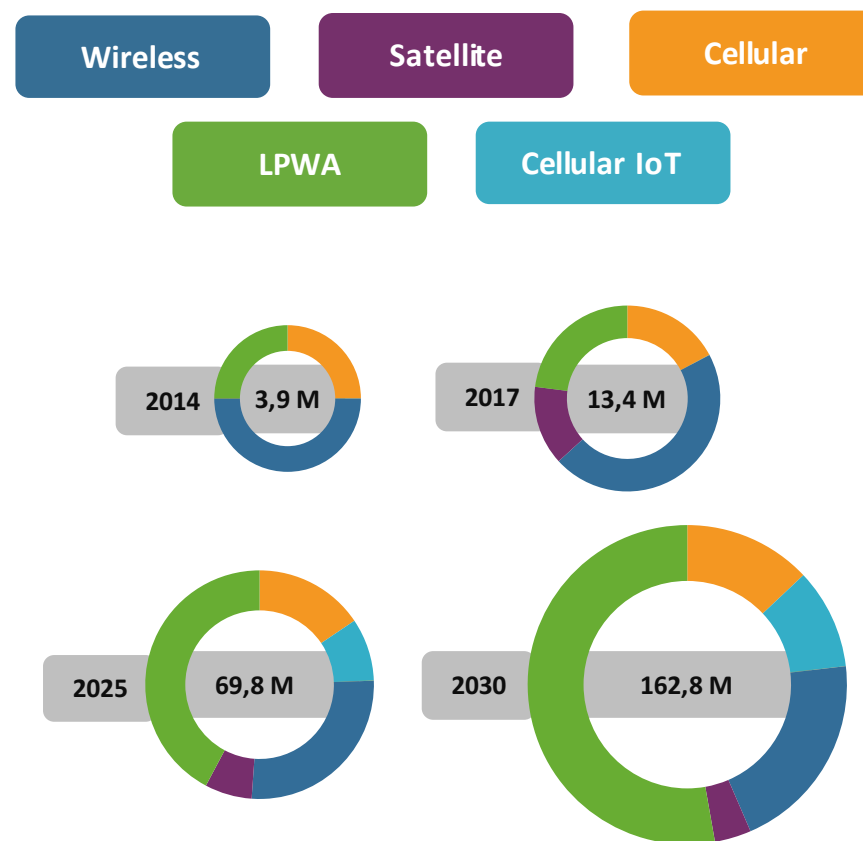 Wireless
Satellite
Cellular
LPWA
Cellular IoT
2014
3,9 M
2017
13,4 M
2025
69,8 M
2030
162,8 M